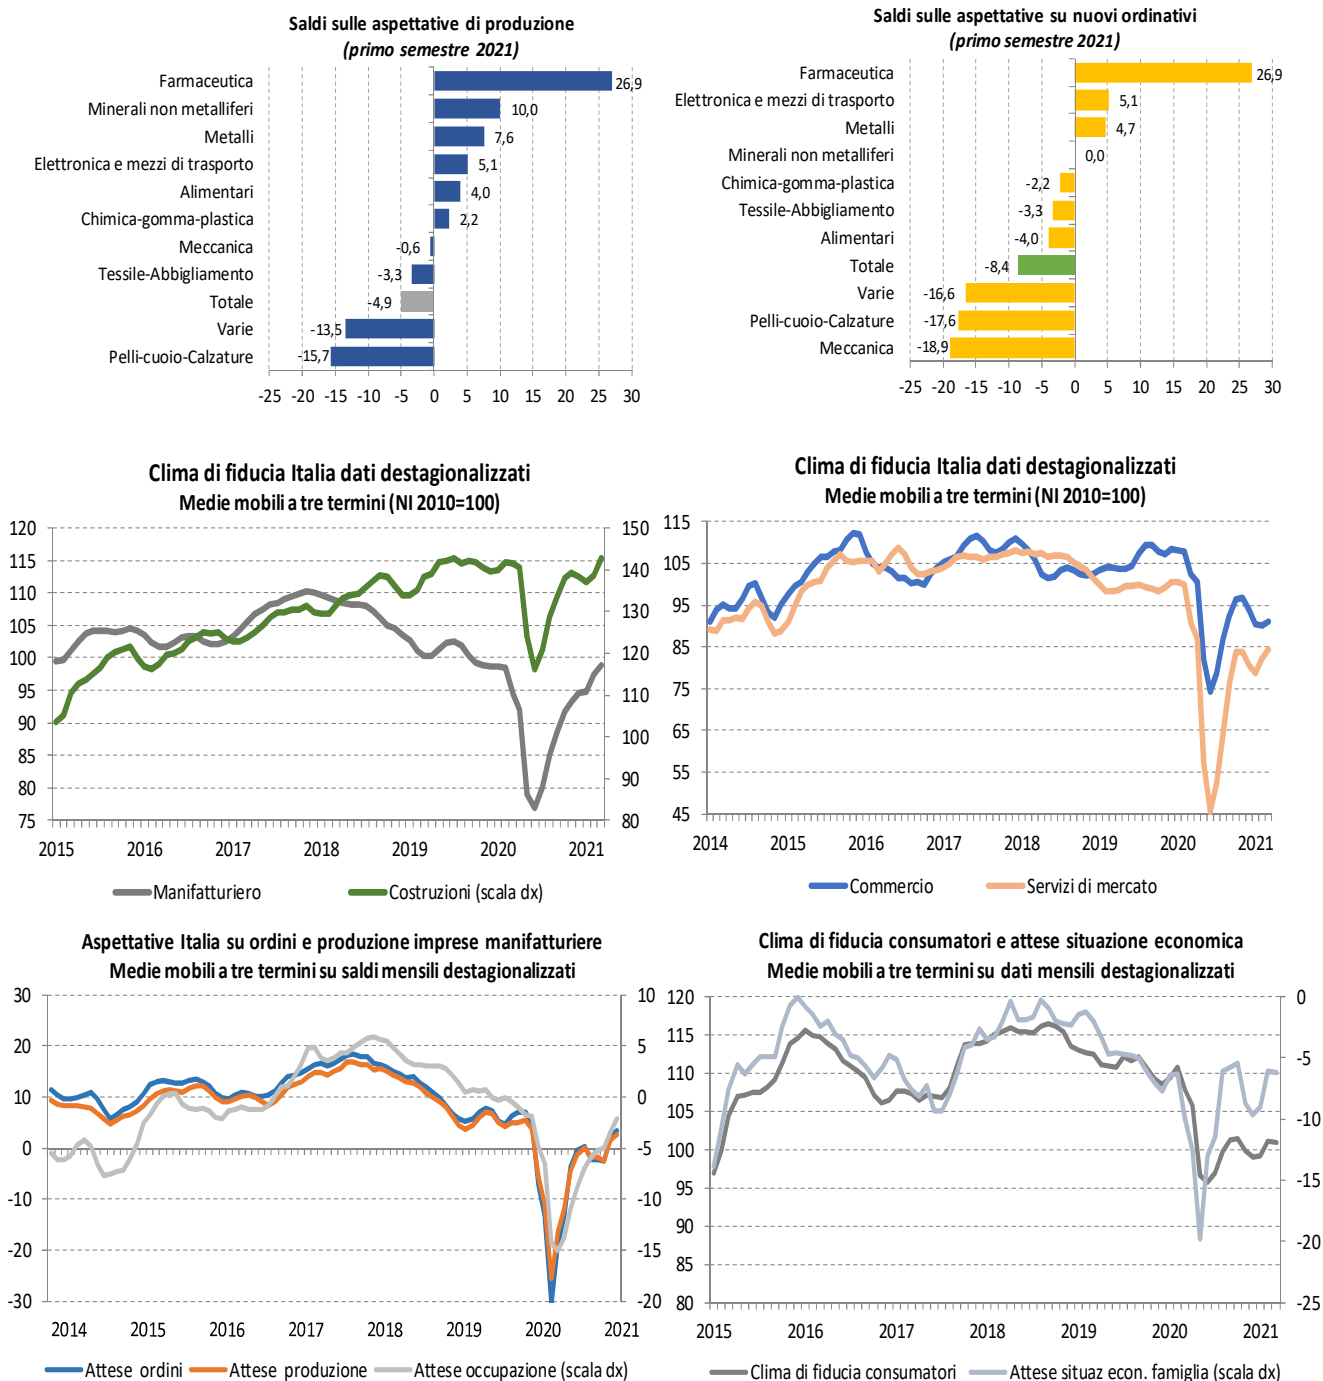 Saldi sulle aspettative di produzione
(primo semestre 2021)
Farmaceutica 26,9
Minerali non metalliferi 10,0
Metalli 7,6
Elettronica e mezzi di trasporto 5,1
Alimentari 4,0
Chimica-gomma-plastica 2,2
Meccanica -0,6
Tessile-Abbigliamento -3,3
Totale -4,9
Varie -13,5
Pelli-cuoio-Calzature -15,7
-25 -20 -15 -10 -5 0 5 10 15 20 25 30
Saldi sulle aspettative su nuovi ordinativi
(primo semestre 2021)
Farmaceutica 26,9
Elettronica e mezzi di trasporto 5,1
Metalli 4,7
Minerali non metalliferi 0,0
Chimica-gomma-plastica -2,2
Tessile-Abbigliamento -3,3
Alimentari -4,0
Totale -8,4
Varie -16,6
Pelli-cuoio-Calzature -17,6
Meccanica -18,9
-25 -20 -15 -10 -5 0 5 10 15 20 25 30
Clima di fiducia Italia dati destagionalizzati
Medie mobili a tre termini (NI 2010=100)
120 150
115 140
110
105 130
100 120
95 110
90 100
85 90
80
75 80
2015 2016 2017 2018 2019 2020 2021
Manifatturiero Costruzioni (scala dx)
Clima di fiducia Italia dati destagionalizzati
Medie mobili a tre termini (NI 2010=100)
115
105
95
85
75
65
55
45
2014 2015 2016 2017 2018 2019 2020 2021
Commercio Servizi di mercato
Aspettative Italia su ordini e produzione imprese manifatturiere
Medie mobili a tre termini su saldi mensili destagionalizzati
30 10
20 5
10 0
0 -5
-10 -10
-20 -15
-30 -20
2014 2015 2016 2017 2018 2019 2020 2021
Attese ordini Attese produzione Attese occupazione (scala dx)
Clima di fiducia consumatori e attese situazione economica
Medie mobili a tre termini su dati mensili destagionalizzati
120 0
115
110 -5
105 -10
100
95 -15
90 -20
85
80 -25
2015 2016 2017 2018 2019 2020 2021
Clima di fiducia consumatori Attese situaz econ. famiglia (scala dx)